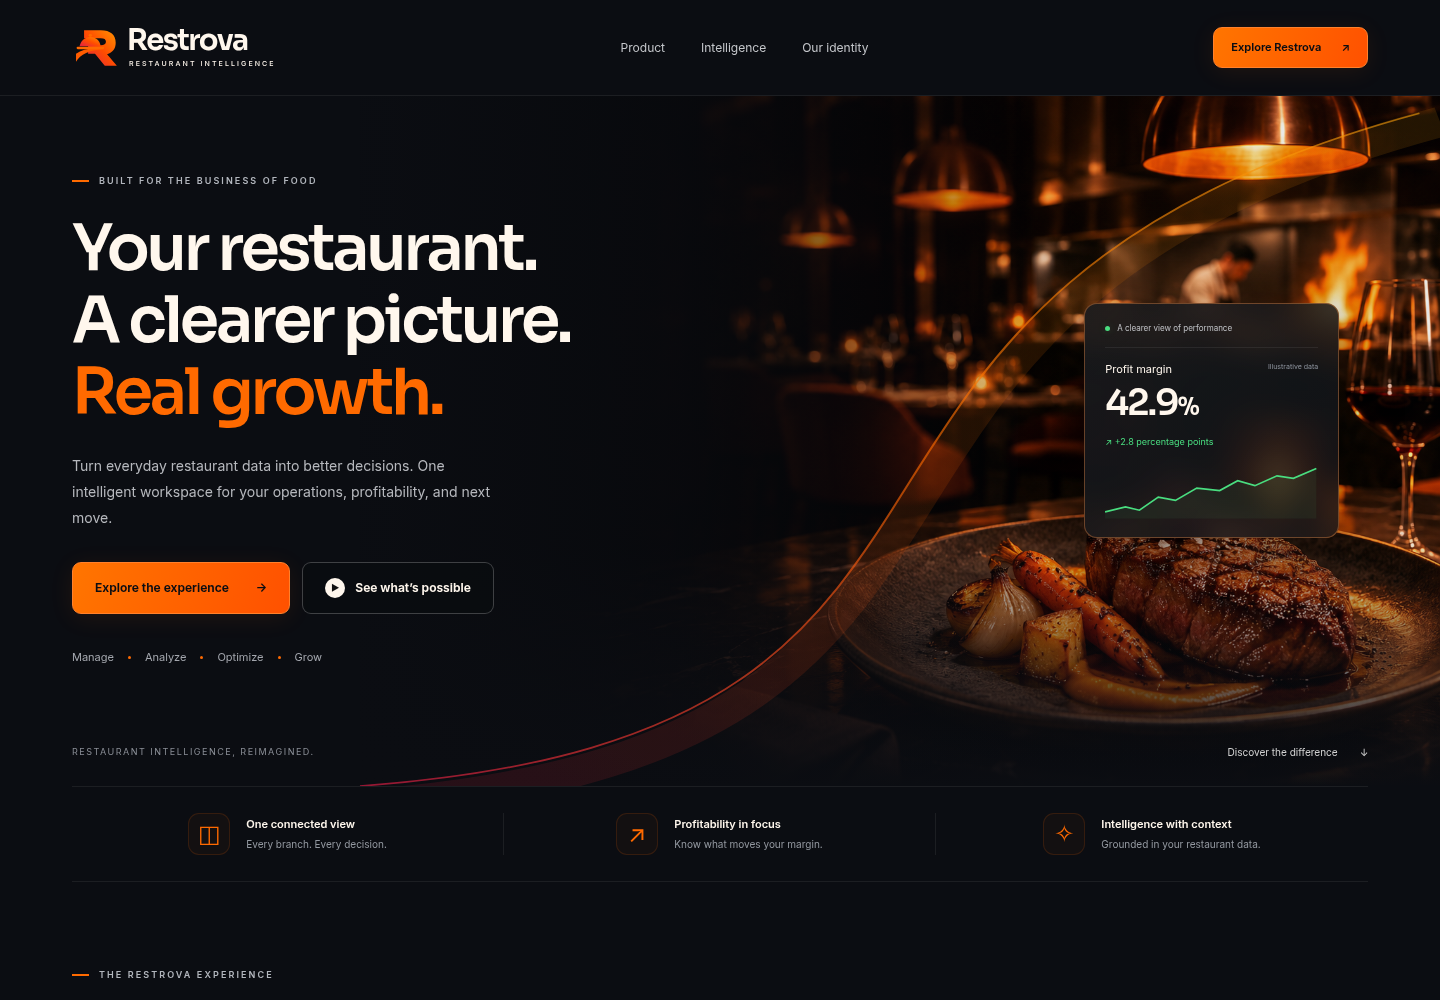 Restrova
RESTAURANT INTELLIGENCE
Product
Intelligence
Our identity
Explore Restrova ↗
BUILT FOR THE BUSINESS OF FOOD
Your restaurant.
A clearer picture.
Real growth.
Turn everyday restaurant data into better decisions. One
intelligent workspace for your operations, profitability, and next
move.
Explore the experience →
See what’s possible
Manage • Analyze • Optimize • Grow
A clearer view of performance
Profit margin
Illustrative data
42.9%
↗ +2.8 percentage points
RESTAURANT INTELLIGENCE, REIMAGINED.
Discover the difference ↓
One connected view
Every branch. Every decision.
Profitability in focus
Know what moves your margin.
Intelligence with context
Grounded in your restaurant data.
THE RESTROVA EXPERIENCE